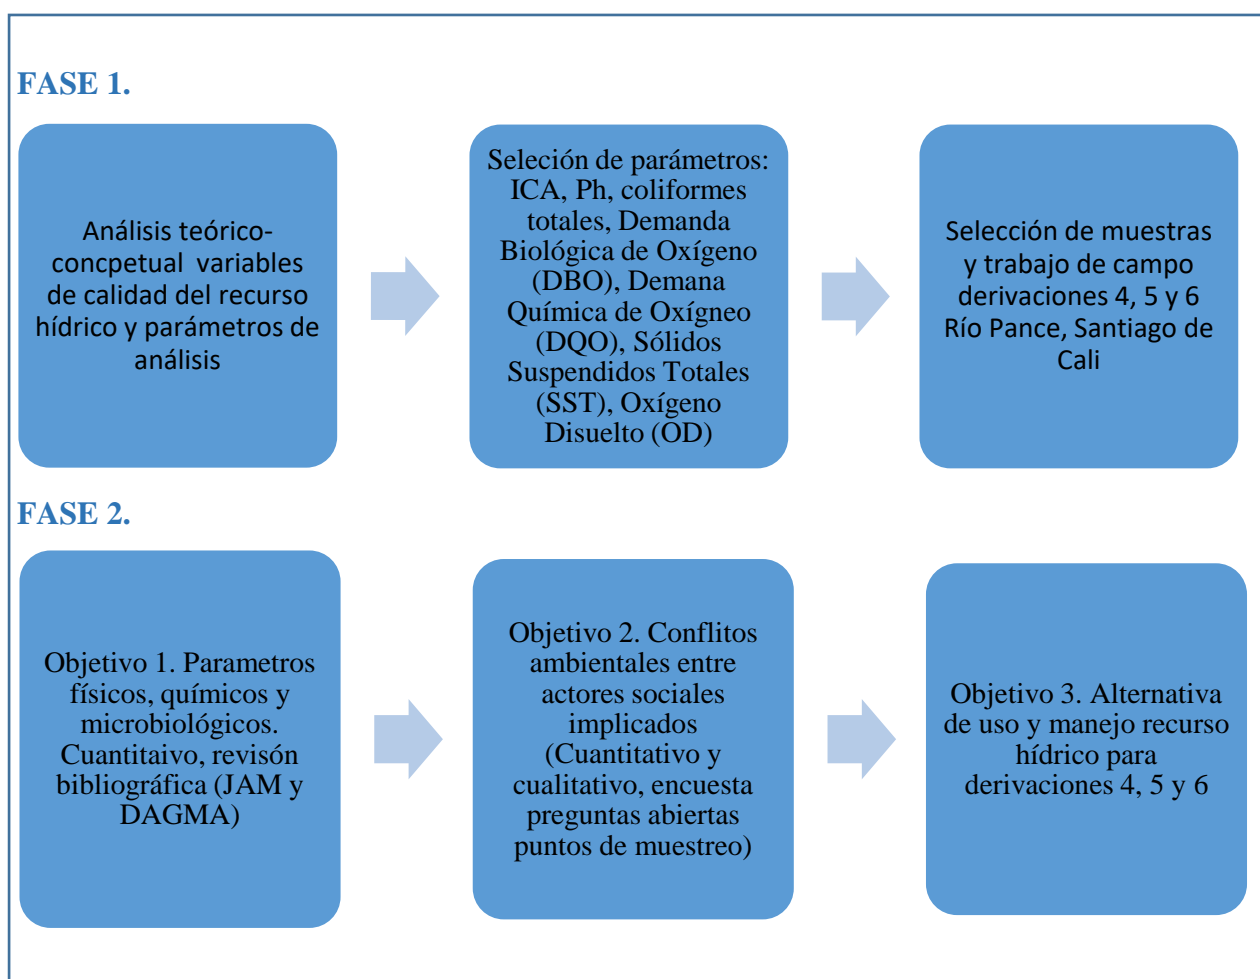 FASE 1.
Análisis teórico-
concpetual variables
de calidad del recurso
hídrico y parámetros de
análisis
Seleción de parámetros:
ICA, Ph, coliformes
totales, Demanda
Biológica de Oxígeno
(DBO), Demana
Química de Oxígneo
(DQO), Sólidos
Suspendidos Totales
(SST), Oxígeno
Disuelto (OD)
Selección de muestras
y trabajo de campo
derivaciones 4, 5 y 6
Río Pance, Santiago de
Cali
FASE 2.
Objetivo 1. Parametros
físicos, químicos y
microbiológicos.
Cuantitaivo, revisón
bibliográfica (JAM y
DAGMA)
Objetivo 2. Conflitos
ambientales entre
actores sociales
implicados
(Cuantitativo y
cualitativo, encuesta
preguntas abiertas
puntos de muestreo)
Objetivo 3. Alternativa
de uso y manejo recurso
hídrico para
derivaciones 4, 5 y 6